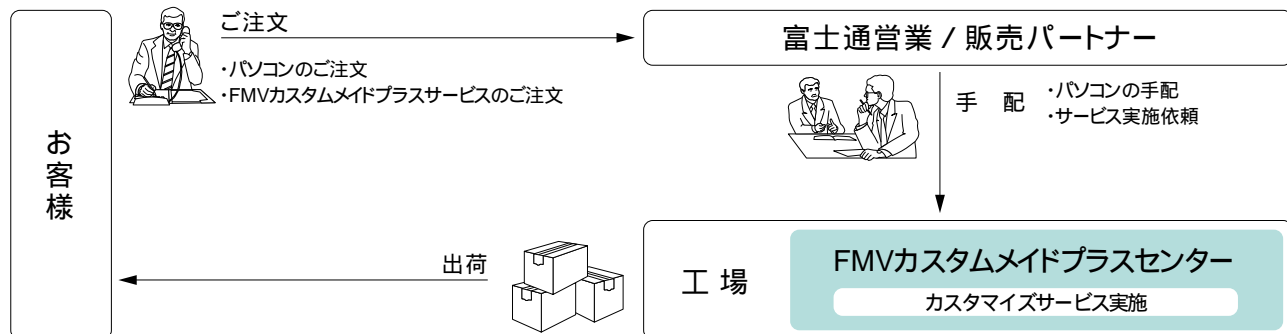 お客様
ご注文
・パソコンのご注文
・FMVカスタムメイドプラスサービスのご注文
富士通営業 / 販売パートナー
手 配
・パソコンの手配
・サービス実施依頼
工 場
FMVカスタムメイドプラスセンター
カスタマイズサービス実施
出荷